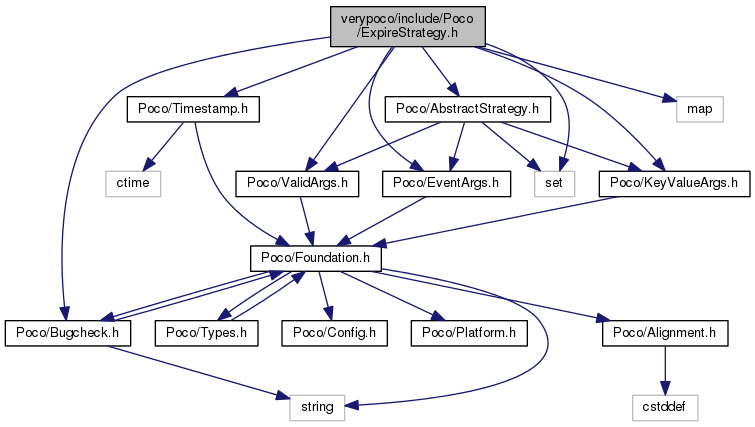 verypoco/include/Poco
/ExpireStrategy.h
Poco/Timestamp.h
Poco/AbstractStrategy.h
map
ctime
Poco/ValidArgs.h
Poco/EventArgs.h
set
Poco/KeyValueArgs.h
Poco/Foundation.h
Poco/Bugcheck.h
Poco/Types.h
Poco/Config.h
Poco/Platform.h
Poco/Alignment.h
string
cstddef